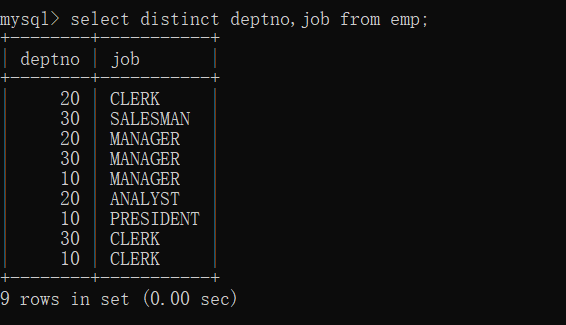 mysql> select distinct deptno,job from emp;
+--------+-----------+
| deptno | job       |
+--------+-----------+
|     20 | CLERK     |
|     30 | SALESMAN  |
|     20 | MANAGER   |
|     30 | MANAGER   |
|     10 | MANAGER   |
|     20 | ANALYST   |
|     10 | PRESIDENT |
|     30 | CLERK     |
|     10 | CLERK     |
+--------+-----------+
9 rows in set (0.00 sec)